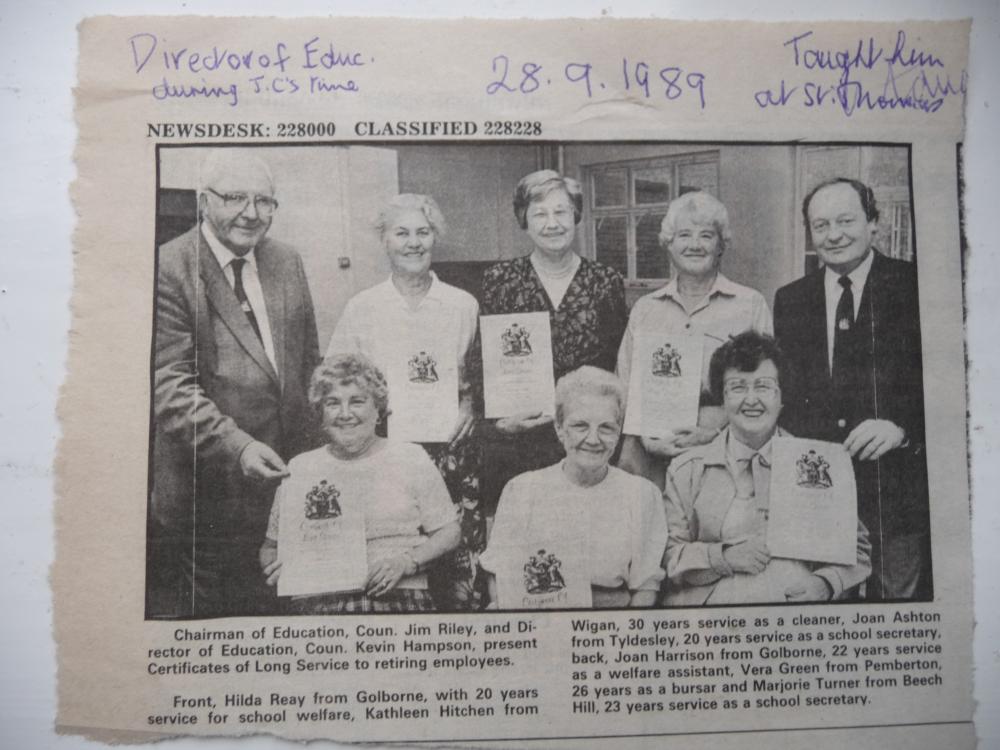 Director of Educ.
during J.C's time
28.9.1989
Taught him
at St. Thomas
NEWSDESK: 228000 CLASSIFIED 228228
Chairman of Education, Coun. Jim Riley, and Di-
rector of Education, Coun. Kevin Hampson, present
Certificates of Long Service to retiring employees.
Front, Hilda Reay from Golborne, with 20 years
service for school welfare, Kathleen Hitchen from
Wigan, 30 years service as a cleaner, Joan Ashton
from Tyldesley, 20 years service as a school secretary,
back, Joan Harrison from Golborne, 22 years service
as a welfare assistant, Vera Green from Pemberton,
26 years as a bursar and Marjorie Turner from Beech
Hill, 23 years service as a school secretary.